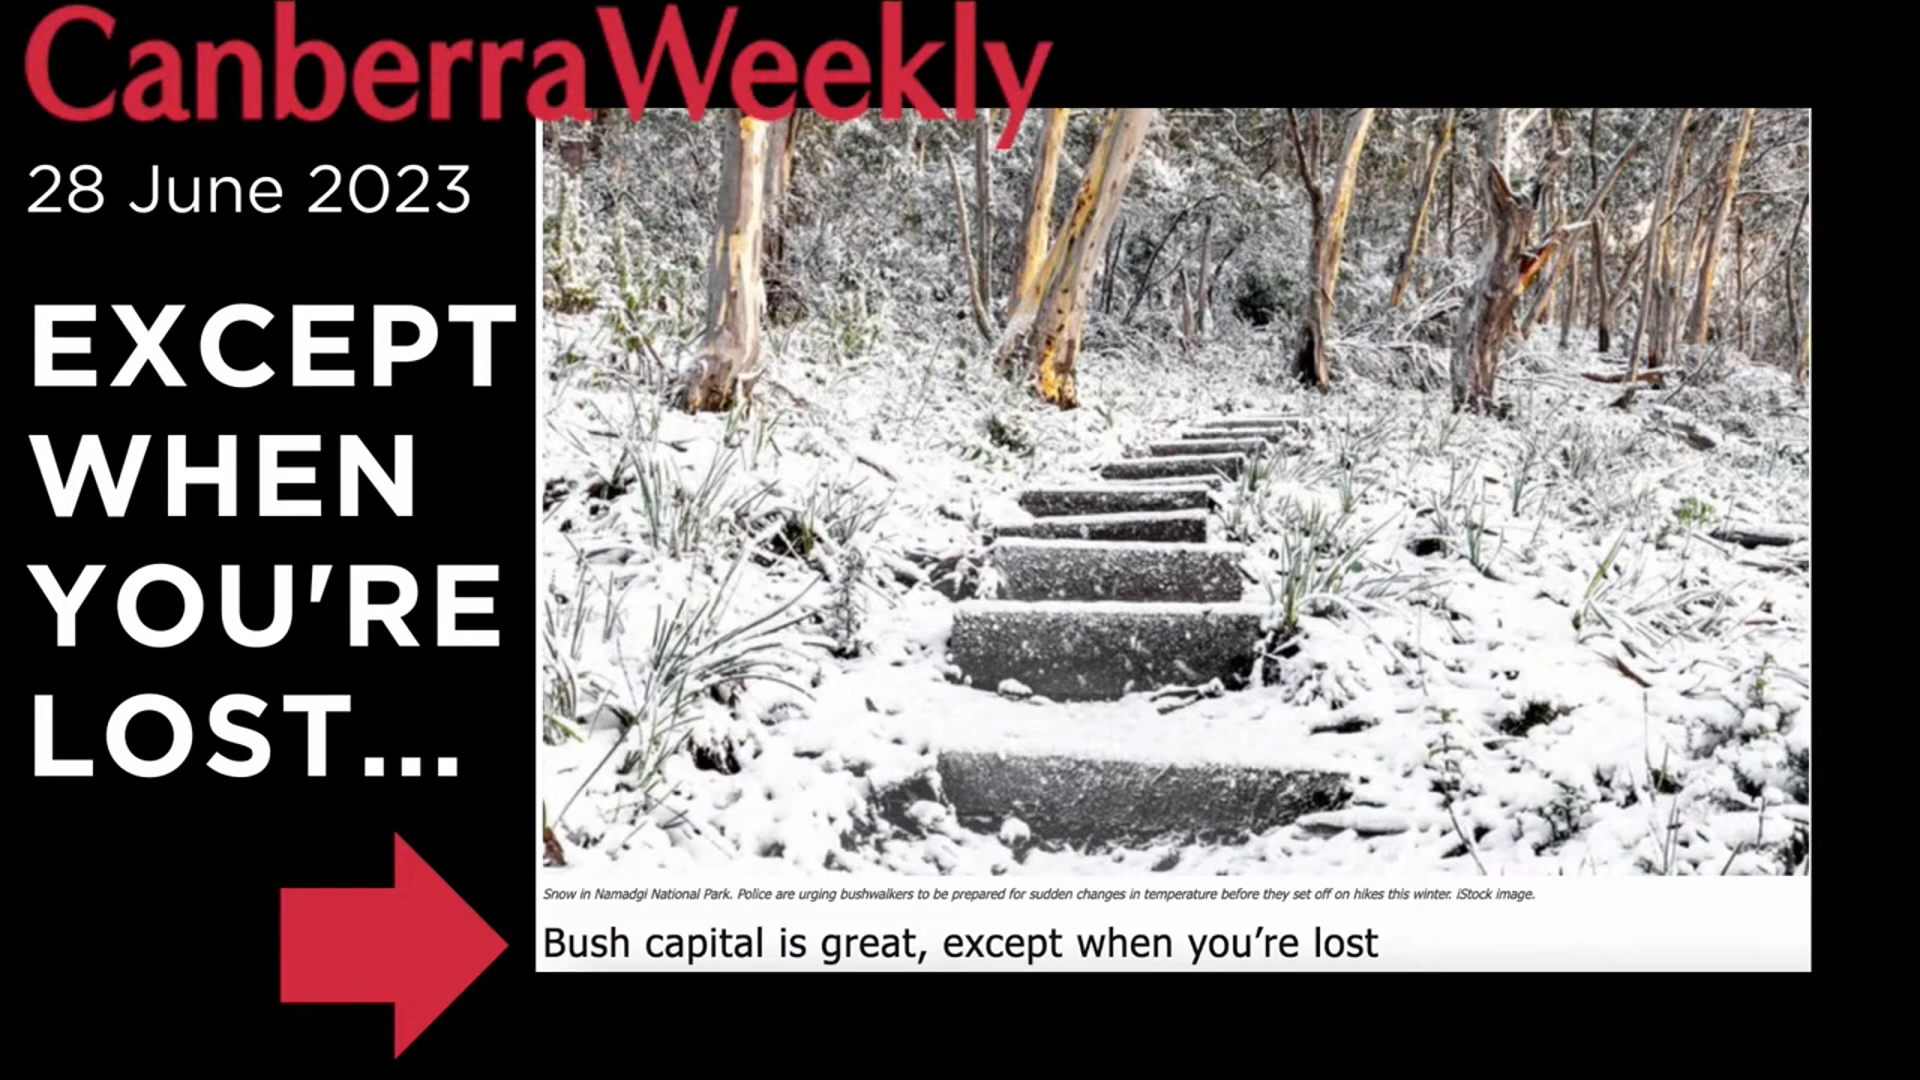 CanberraWeekly
28 June 2023
EXCEPT
WHEN
YOU'RE
LOST...
Snow in Namadgi National Park. Police are urging bushwalkers to be prepared for sudden changes in temperature before they set off on hikes this winter. iStock image.
Bush capital is great, except when you’re lost